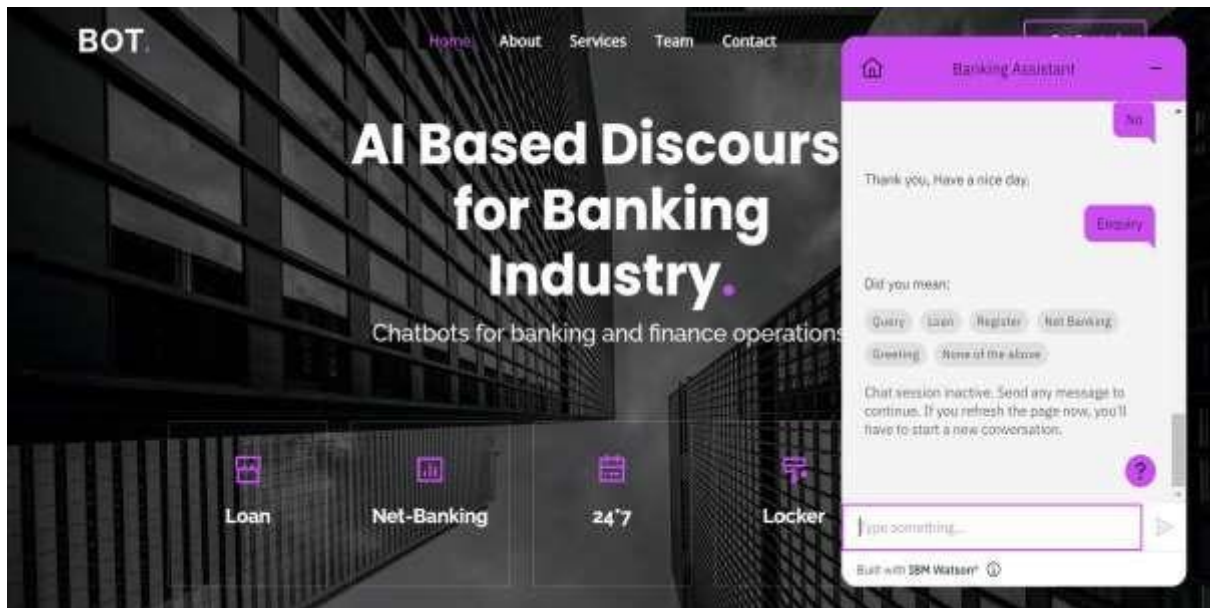 BOT.
Home About Services Team Contact
AI Based Discours
for Banking
Industry.
Chatbots for banking and finance operations
Loan
Net-Banking
24*7
Locker
Banking Assistant
No
Thank you, Have a nice day.
Enquiry
Did you mean:
Query Loan Register Net Banking
Greeting None of the above
Chat session inactive. Send any message to
continue. If you refresh the page now, you'll
have to start a new conversation.
?
Type something...
Built with IBM Watson®